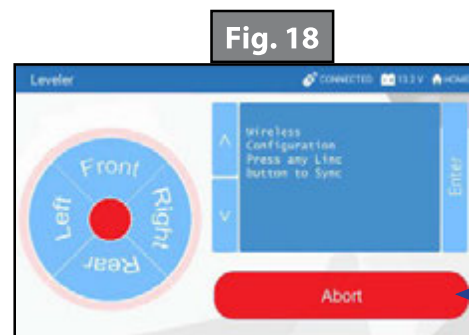 Fig. 18
Leveler CONNECTED 13.2 V HOME
Front
Left
Right
Rear
Wireless
Configuration
Press any Linc
button to Sync
Enter
Abort